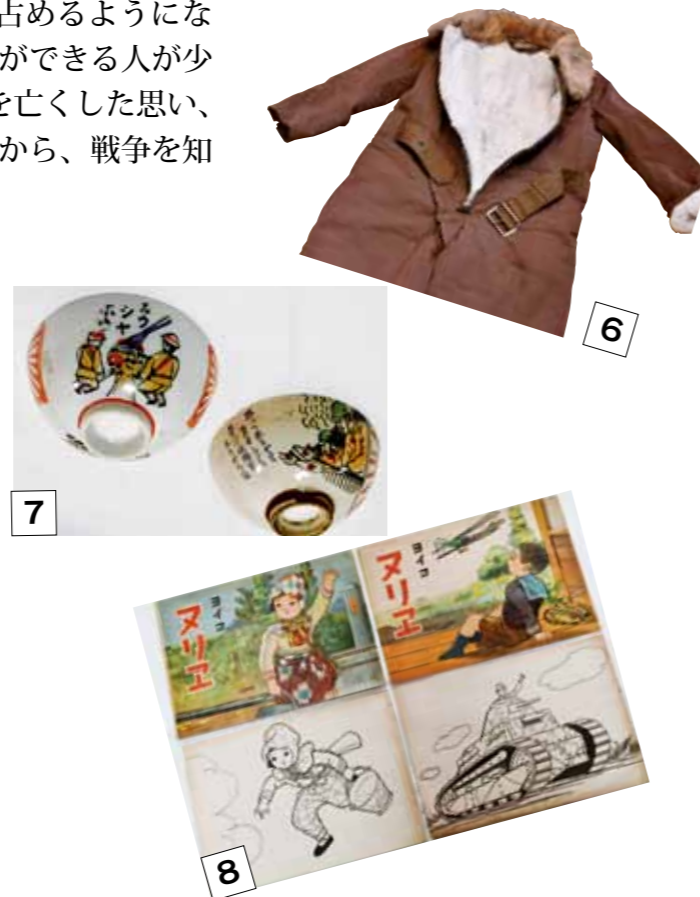 占めるようにな
ができる人が少
を亡くした思い、
から、戦争を知
6
7
8
ヨイコ
ヌリヱ
ヨイコ
ヌリヱ